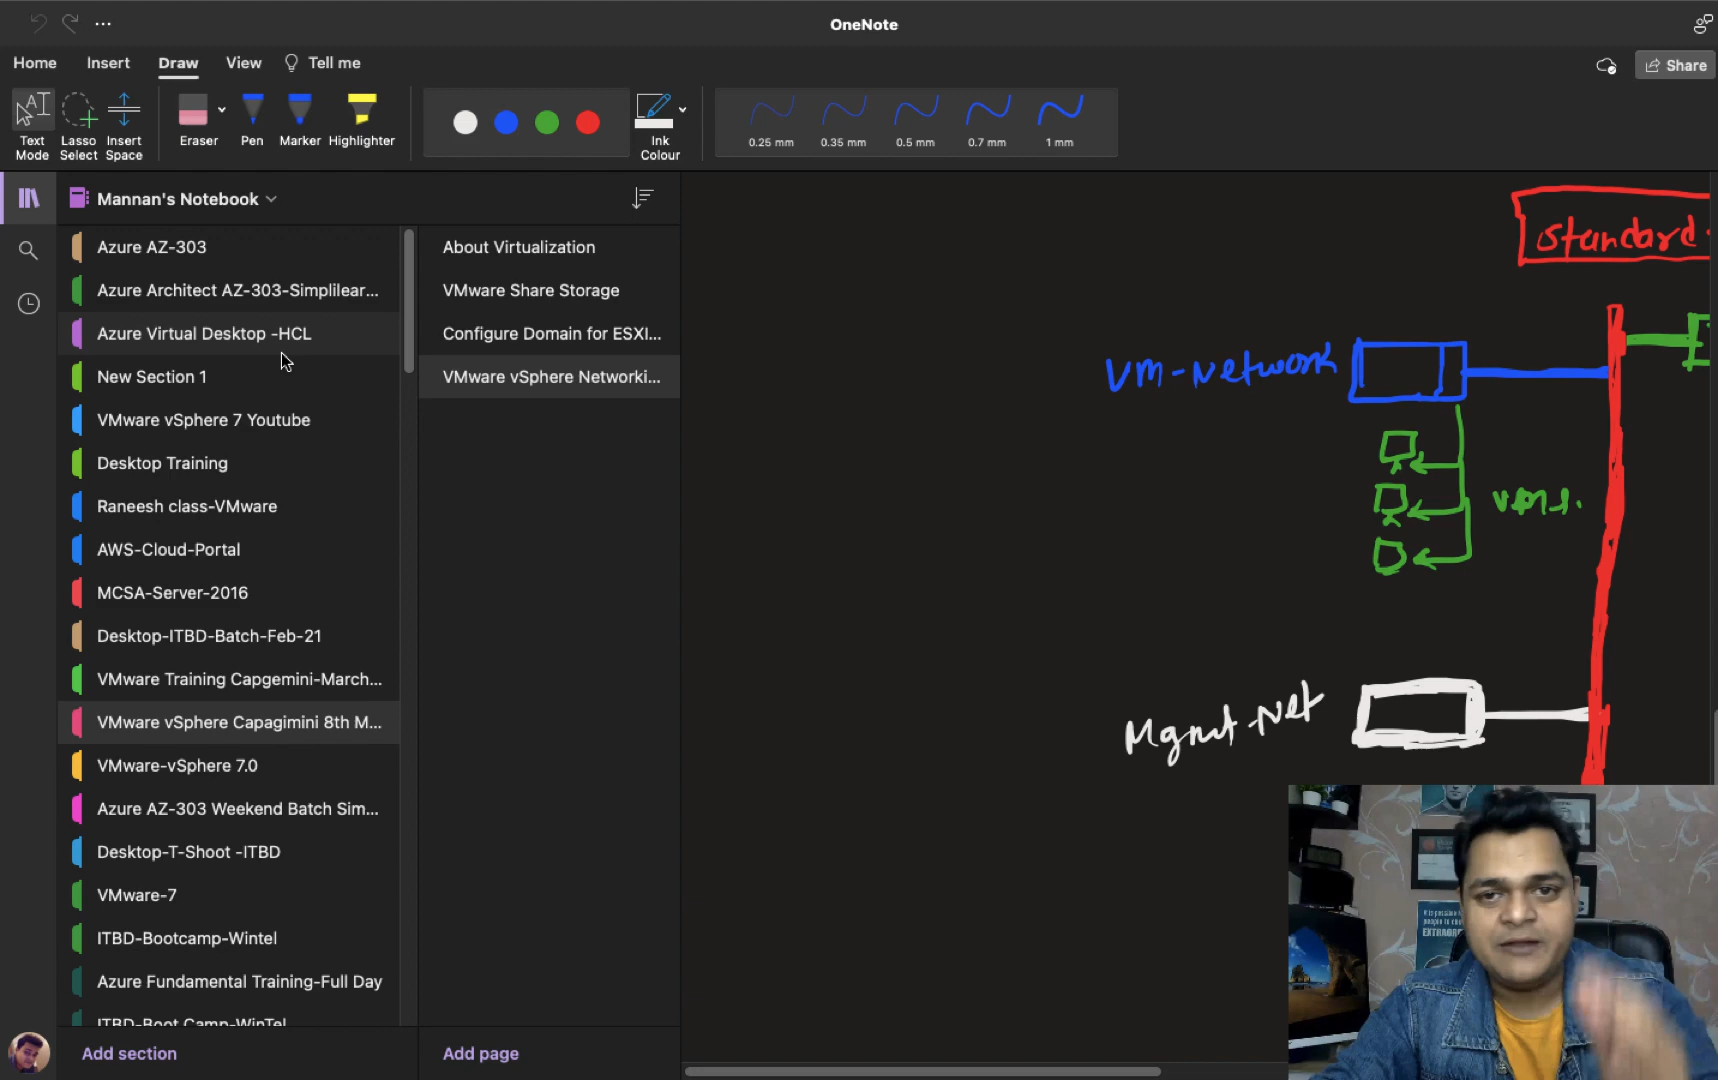 OneNote
Home
Insert
Draw
View
Tell me
Share
Text
Mode
Lasso
Select
Insert
Space
Eraser
Pen
Marker
Highlighter
Ink
Colour
0.25 mm
0.35 mm
0.5 mm
0.7 mm
1 mm
Mannan's Notebook
Azure AZ-303
Azure Architect AZ-303-Simplilear...
Azure Virtual Desktop -HCL
New Section 1
VMware vSphere 7 Youtube
Desktop Training
Raneesh class-VMware
AWS-Cloud-Portal
MCSA-Server-2016
Desktop-ITBD-Batch-Feb-21
VMware Training Capgemini-March...
VMware vSphere Capagimini 8th M...
VMware-vSphere 7.0
Azure AZ-303 Weekend Batch Sim...
Desktop-T-Shoot -ITBD
VMware-7
ITBD-Bootcamp-Wintel
Azure Fundamental Training-Full Day
ITBD-Boot Camp-WinTel
Add section
About Virtualization
VMware Share Storage
Configure Domain for ESXI...
VMware vSphere Networki...
Add page
Standard-
VM-Network
VMs.
Mgmt-Net
EXTRAOR